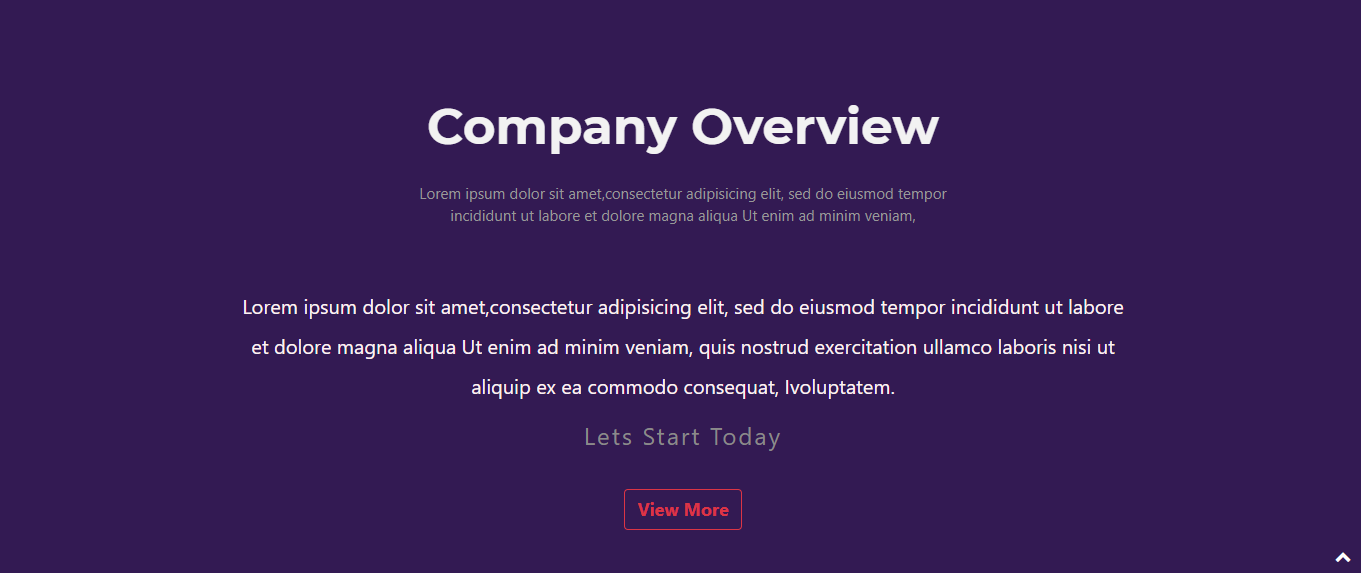 Company Overview
Lorem ipsum dolor sit amet,consectetur adipisicing elit, sed do eiusmod tempor
incididunt ut labore et dolore magna aliqua Ut enim ad minim veniam,
Lorem ipsum dolor sit amet,consectetur adipisicing elit, sed do eiusmod tempor incididunt ut labore
et dolore magna aliqua Ut enim ad minim veniam, quis nostrud exercitation ullamco laboris nisi ut
aliquip ex ea commodo consequat, Ivoluptatem.
Lets Start Today
View More